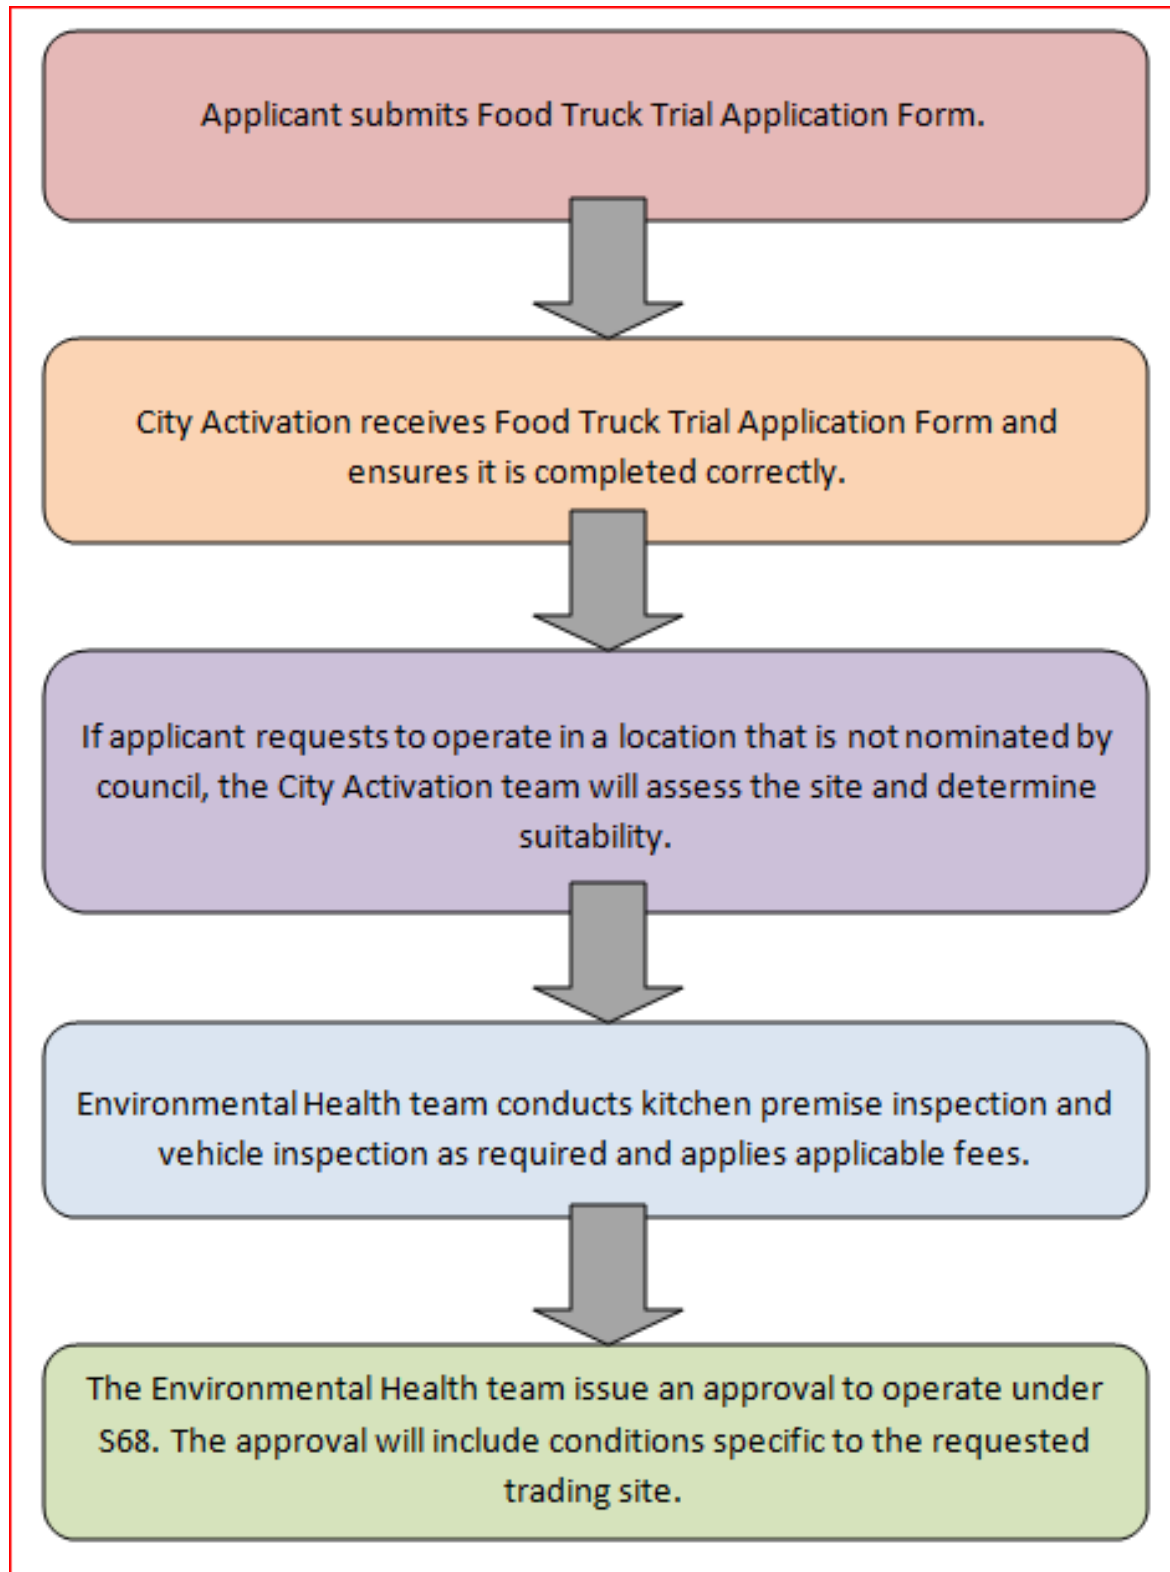 Applicant submits Food Truck Trial Application Form.
City Activation receives Food Truck Trial Application Form and
ensures it is completed correctly.
If applicant requests to operate in a location that is not nominated by
council, the City Activation team will assess the site and determine
suitability.
Environmental Health team conducts kitchen premise inspection and
vehicle inspection as required and applies applicable fees.
The Environmental Health team issue an approval to operate under
S68. The approval will include conditions specific to the requested
trading site.